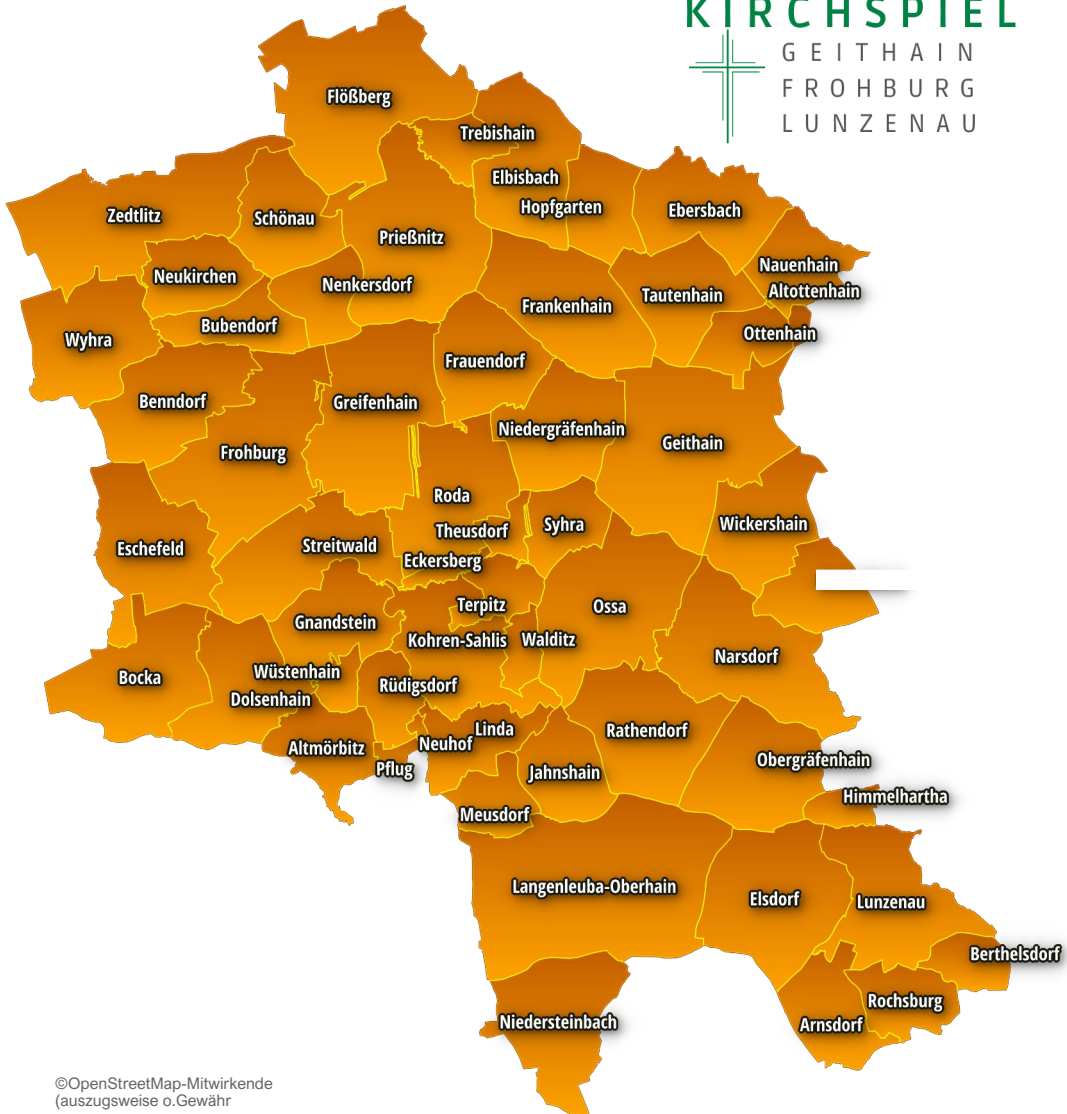 KIRCHSPIEL
GEITHAIN
FROHBURG
LUNZENAU
Flößberg
Trebishain
Elbisbach
Hopfgarten
Ebersbach
Zedtlitz
Schönau
Prießnitz
Nauenhain
Neukirchen
Nenkersdorf
Altottenhain
Tautenhain
Frankenhain
Bubendorf
Ottenhain
Wyhra
Frauendorf
Benndorf
Greifenhain
Niedergräfenhain
Geithain
Frohburg
Roda
Wickershain
Syhra
Theusdorf
Streitwald
Eschefeld
Eckersberg
Terpitz
Ossa
Gnandstein
Kohren-Sahlis
Walditz
Narsdorf
Wüstenhain
Bocka
Rüdigsdorf
Dolsenhain
Linda
Rathendorf
Neuhof
Altmörbitz
Obergräfenhain
Pflug
Jahnshain
Himmelhartha
Meusdorf
Langenleuba-Oberhain
Elsdorf
Lunzenau
Berthelsdorf
Rochsburg
Niedersteinbach
Arnsdorf
©OpenStreetMap-Mitwirkende
(auszugsweise o.Gewähr